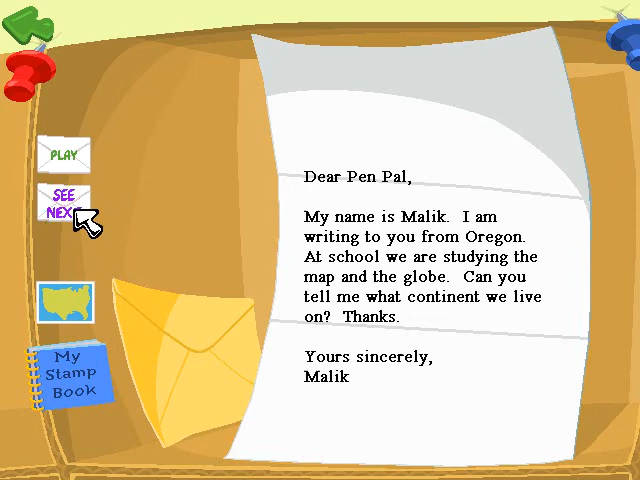 PLAY
SEE
NEXT
My
Stamp
Book
Dear Pen Pal,
My name is Malik.  I am
writing to you from Oregon.
At school we are studying the
map and the globe.  Can you
tell me what continent we live
on?  Thanks.
Yours sincerely,
Malik